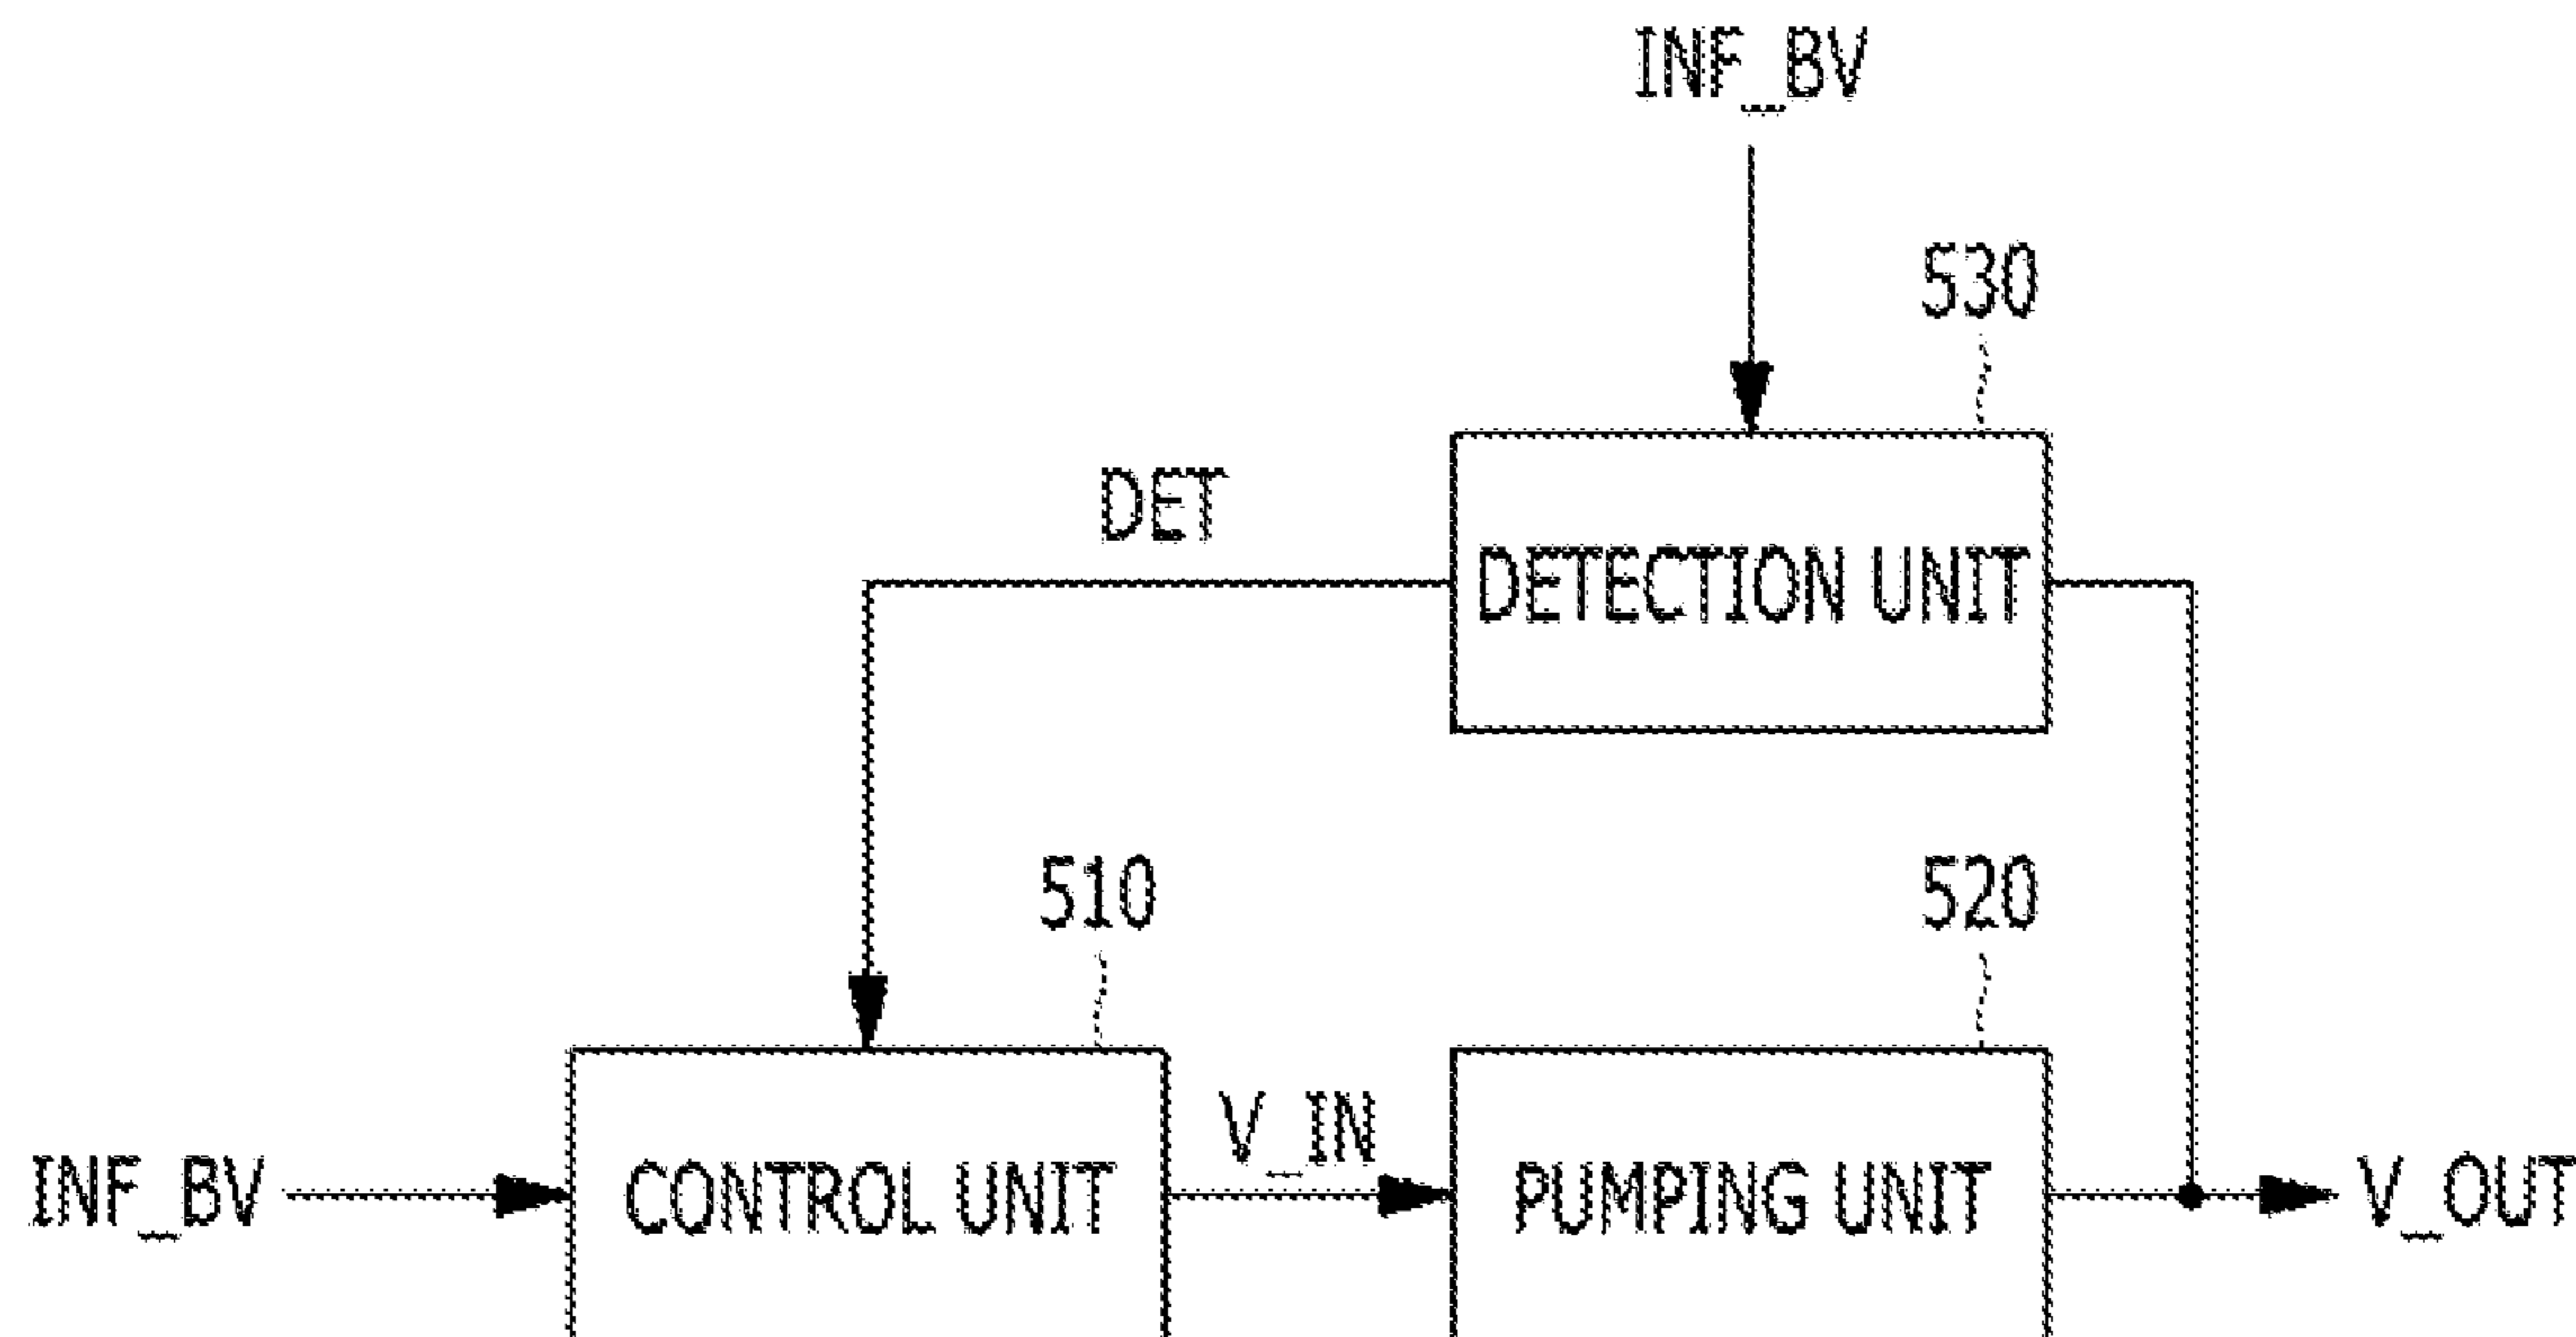 INF_BV
530
DET
DETECTION UNIT
510
520
V_IN
INF_BV
CONTROL UNIT
PUMPING UNIT
V_OUT